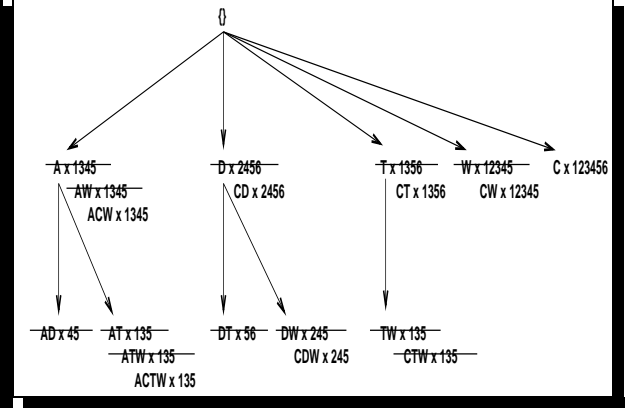 {}
A x 1345 D x 2456 T x 1356 W x 12345 C x 123456
AW x 1345 CD x 2456 CT x 1356 CW x 12345
ACW x 1345
AD x 45 AT x 135 DT x 56 DW x 245 TW x 135
ATW x 135 CDW x 245 CTW x 135
ACTW x 135